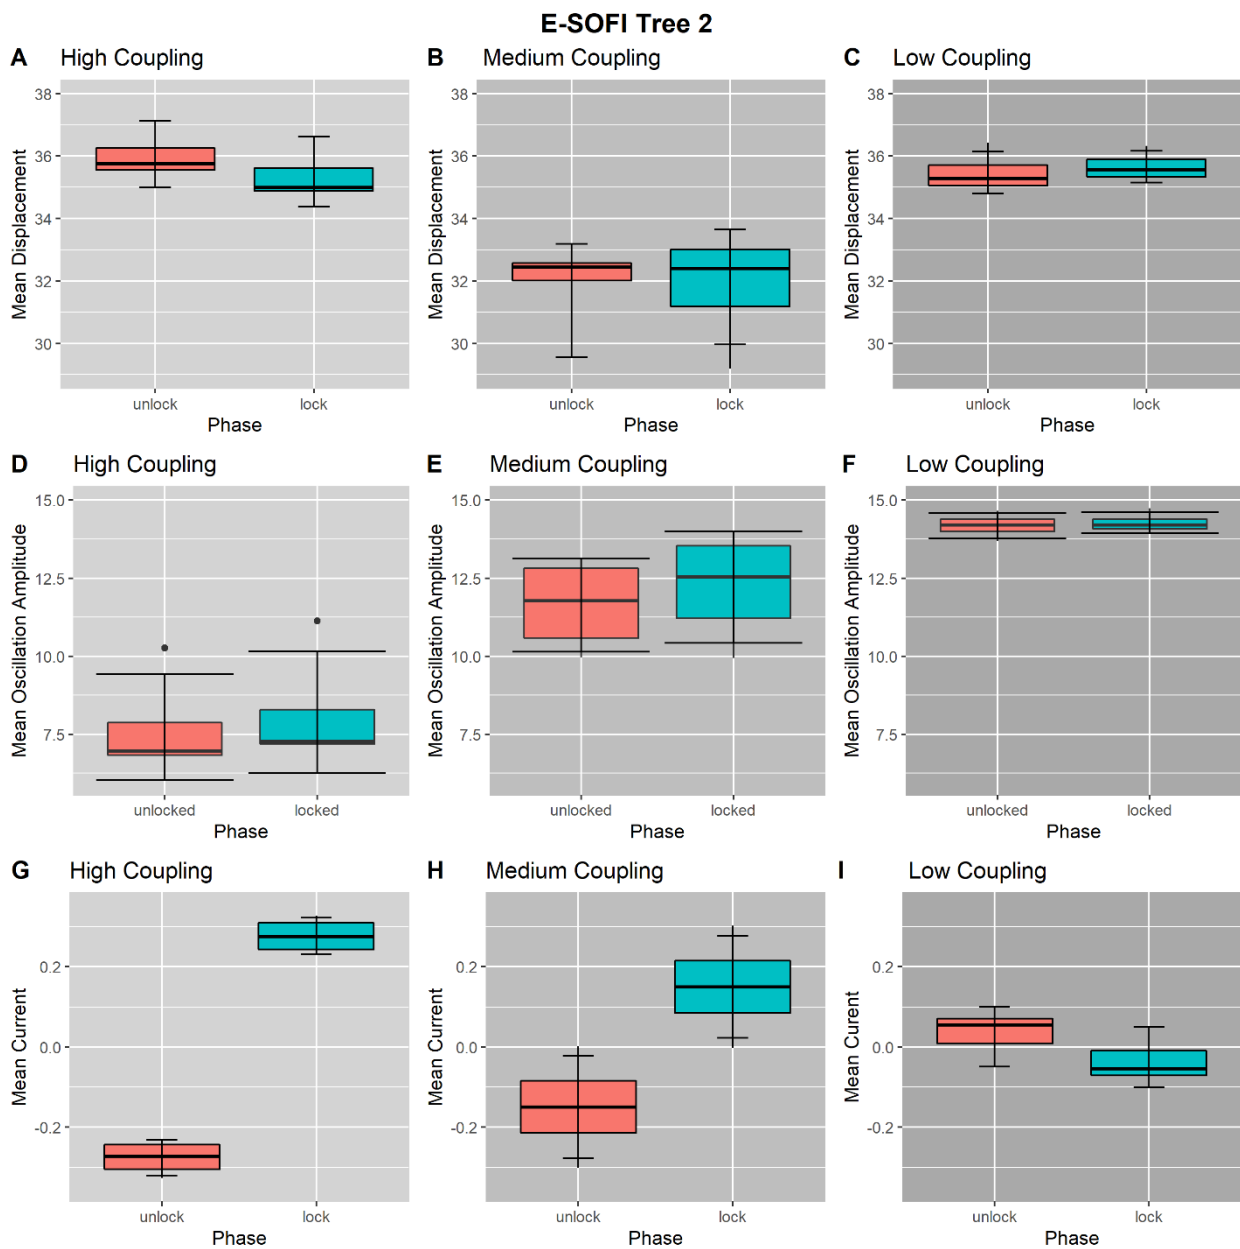 E-SOFI Tree 2
A High Coupling
B Medium Coupling
C Low Coupling
Mean Displacement
38
36
34
32
30
unlock lock
Phase
Mean Displacement
38
36
34
32
30
unlock lock
Phase
Mean Displacement
38
36
34
32
30
unlock lock
Phase
D High Coupling
E Medium Coupling
F Low Coupling
Mean Oscillation Amplitude
15.0
12.5
10.0
7.5
unlocked locked
Phase
Mean Oscillation Amplitude
15.0
12.5
10.0
7.5
unlocked locked
Phase
Mean Oscillation Amplitude
15.0
12.5
10.0
7.5
unlocked locked
Phase
G High Coupling
H Medium Coupling
I Low Coupling
Mean Current
0.2
0.0
-0.2
unlock lock
Phase
Mean Current
0.2
0.0
-0.2
unlock lock
Phase
Mean Current
0.2
0.0
-0.2
unlock lock
Phase